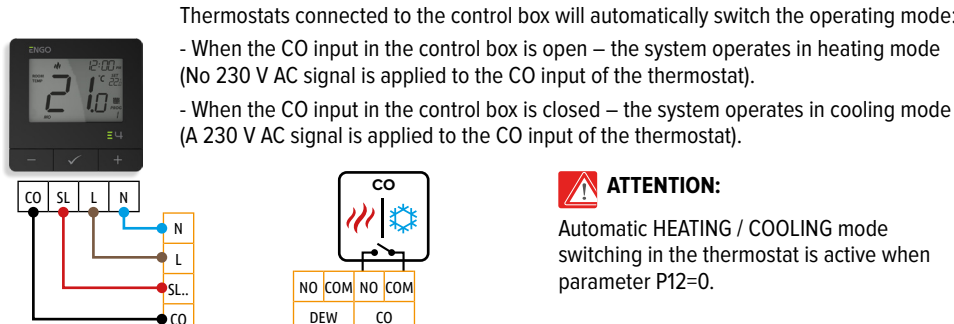 Thermostats connected to the control box will automatically switch the operating mode:
- When the CO input in the control box is open – the system operates in heating mode
(No 230 V AC signal is applied to the CO input of the thermostat).
- When the CO input in the control box is closed – the system operates in cooling mode
(A 230 V AC signal is applied to the CO input of the thermostat).
ENGO
12:00
ROOM
TEMP
21.0
°C
E4
CO SL L N
N
L
SL..
CO
CO
NO COM NO COM
DEW CO
ATTENTION:
Automatic HEATING / COOLING mode
switching in the thermostat is active when
parameter P12=0.